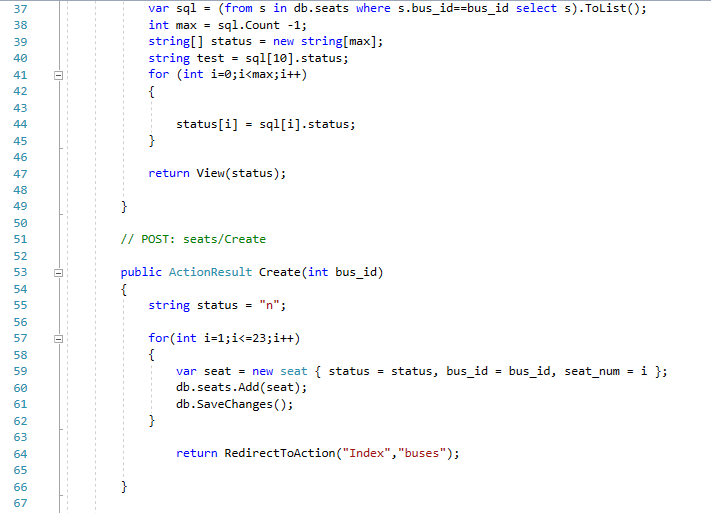 37 var sql = (from s in db.seats where s.bus_id==bus_id select s).ToList();
38 int max = sql.Count -1;
39 string[] status = new string[max];
40 string test = sql[10].status;
41 for (int i=0;i<max;i++)
42 {
43
44 status[i] = sql[i].status;
45 }
46
47 return View(status);
48
49 }
50
51 // POST: seats/Create
52
53 public ActionResult Create(int bus_id)
54 {
55 string status = "n";
56
57 for(int i=1;i<=23;i++)
58 {
59 var seat = new seat { status = status, bus_id = bus_id, seat_num = i };
60 db.seats.Add(seat);
61 db.SaveChanges();
62 }
63
64 return RedirectToAction("Index","buses");
65
66 }
67